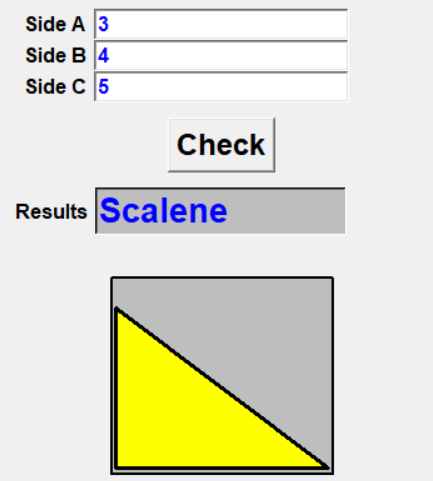 Side A 3
Side B 4
Side C 5
Check
Results Scalene